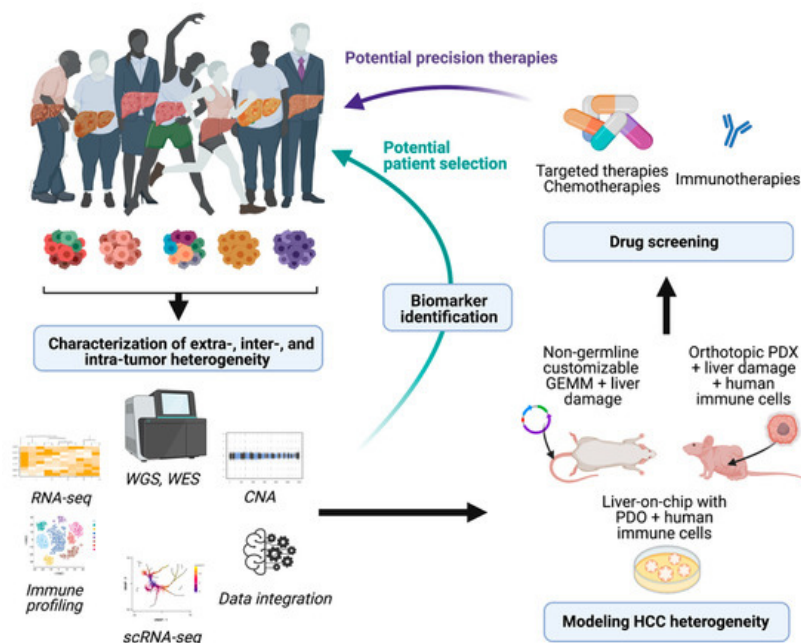 Potential precision therapies
Potential
patient selection
Targeted therapies
Chemotherapies
Immunotherapies
Drug screening
Biomarker
identification
Characterization of extra-, inter-, and
intra-tumor heterogeneity
Non-germline
customizable
GEMM + liver
damage
Orthotopic PDX
+ liver damage
+ human
immune cells
RNA-seq
WGS, WES
CNA
Immune
profiling
scRNA-seq
Data integration
Liver-on-chip with
PDO + human
immune cells
Modeling HCC heterogeneity